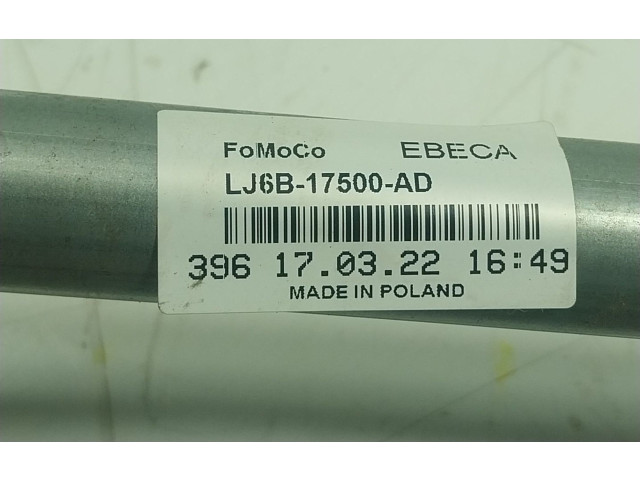 FoMoCo EBECA
LJ6B-17500-AD
396 17.03.22 16:49
MADE IN POLAND